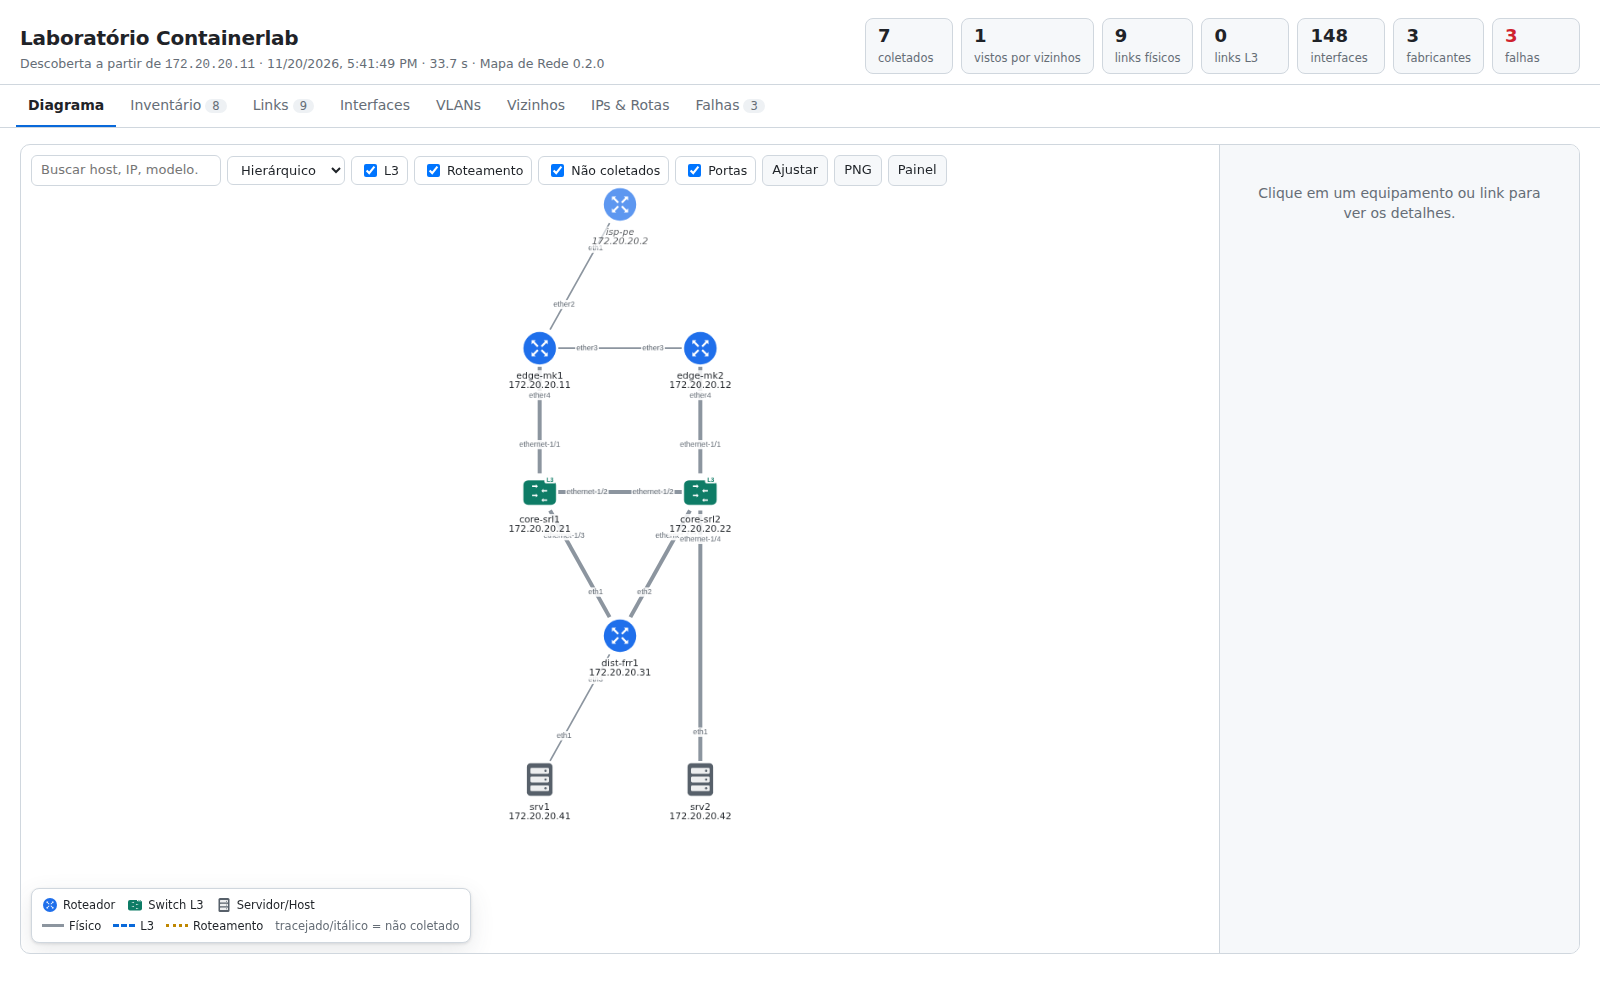 Laboratório Containerlab
Descoberta a partir de 172.20.20.11 · 11/20/2026, 5:41:49 PM · 33.7 s · Mapa de Rede 0.2.0
7 coletados
1 vistos por vizinhos
9 links físicos
0 links L3
148 interfaces
3 fabricantes
3 falhas
Diagrama Inventário 8 Links 9 Interfaces VLANs Vizinhos IPs & Rotas Falhas 3
Buscar host, IP, modelo. Hierárquico L3 Roteamento Não coletados Portas Ajustar PNG Painel
Clique em um equipamento ou link para
ver os detalhes.
isp-pe
172.20.20.2
ether2
ether3 ether3
edge-mk1
172.20.20.11
edge-mk2
172.20.20.12
ether4 ether4
ethernet-1/1 ethernet-1/1
L3 L3
ethernet-1/2 ethernet-1/2
core-srl1
172.20.20.21
core-srl2
172.20.20.22
ethernet-1/4
eth1 eth2
dist-frr1
172.20.20.31
eth1 eth1
srv1
172.20.20.41
srv2
172.20.20.42
Roteador Switch L3 Servidor/Host
Físico L3 Roteamento tracejado/itálico = não coletado